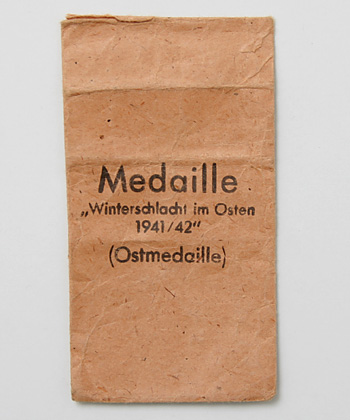 Medaille
„Winterschlacht im Osten
1941/42“
(Ostmedaille)